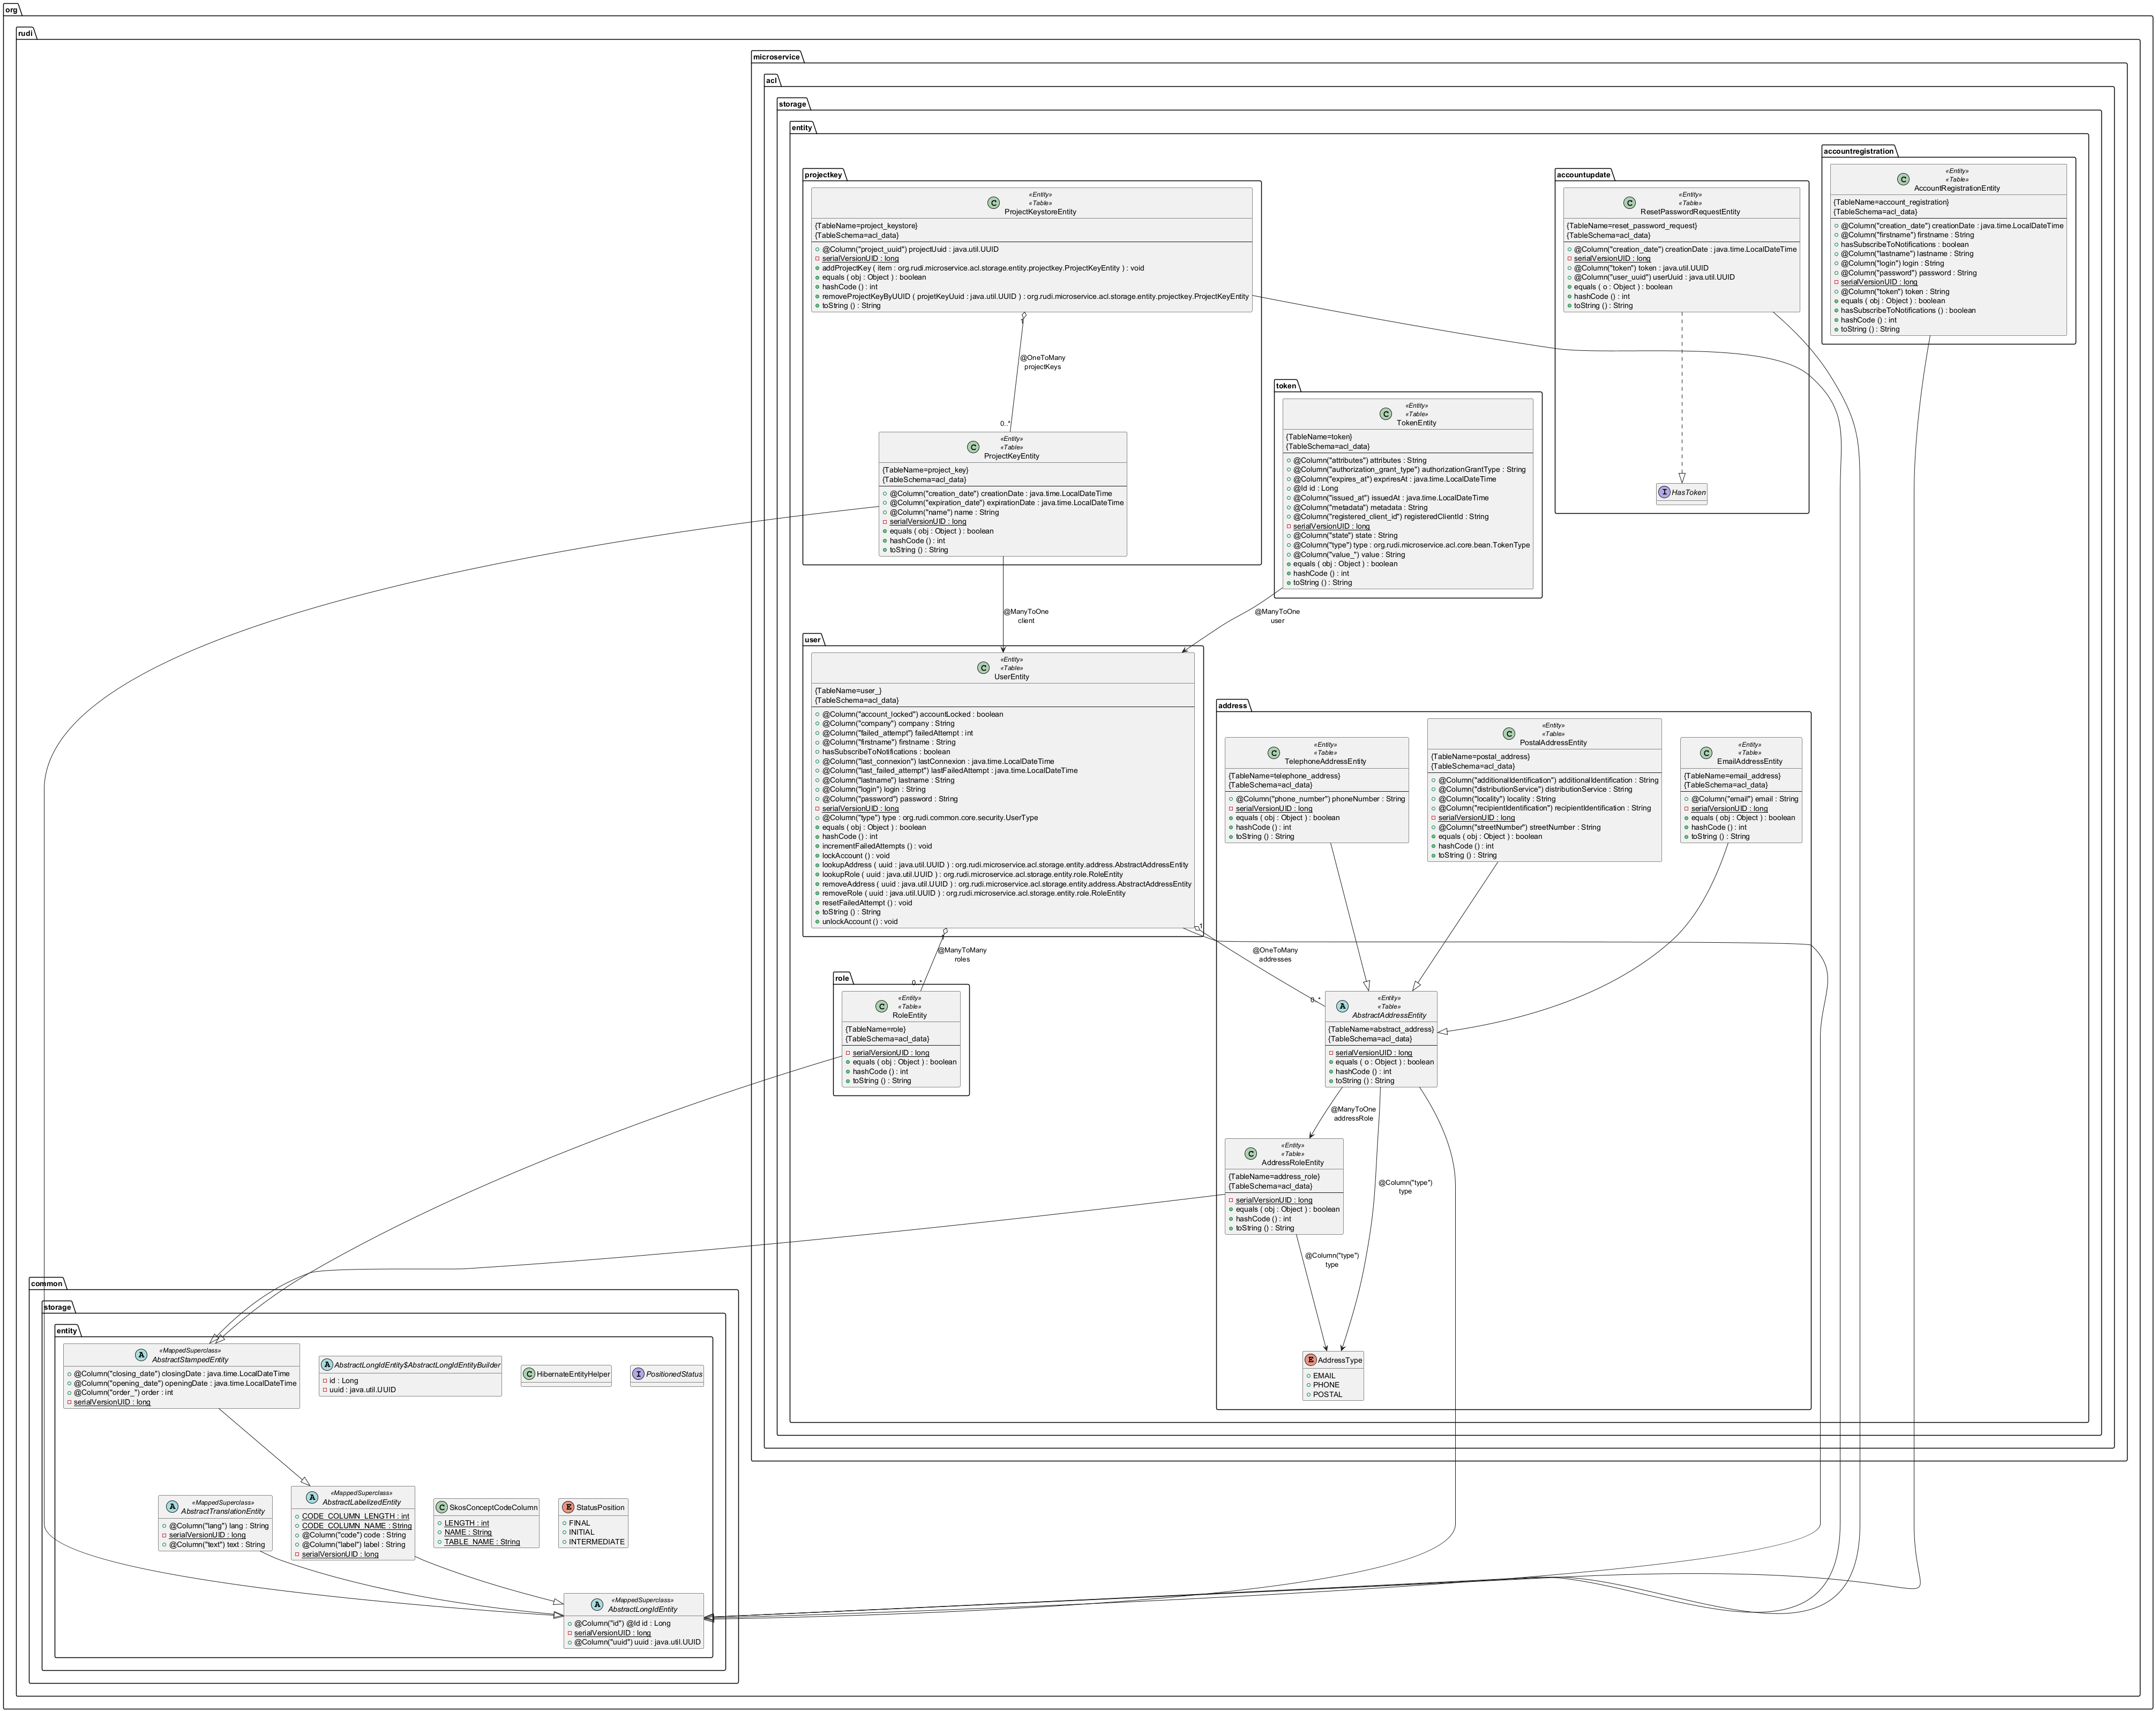 org
rudi
microservice
acl
storage
entity
accountregistration
«Entity»
«Table»
AccountRegistrationEntity
{TableName=account_registration}
{TableSchema=acl_data}
@Column("creation_date") creationDate : java.time.LocalDateTime
@Column("firstname") firstname : String
hasSubscribeToNotifications : boolean
@Column("lastname") lastname : String
@Column("login") login : String
@Column("password") password : String
serialVersionUID : long
@Column("token") token : String
equals ( obj : Object ) : boolean
hasSubscribeToNotifications () : boolean
hashCode () : int
toString () : String
projectkey
«Entity»
«Table»
ProjectKeystoreEntity
{TableName=project_keystore}
{TableSchema=acl_data}
@Column("project_uuid") projectUuid : java.util.UUID
serialVersionUID : long
addProjectKey ( item : org.rudi.microservice.acl.storage.entity.projectkey.ProjectKeyEntity ) : void
equals ( obj : Object ) : boolean
hashCode () : int
removeProjectKeyByUUID ( projetKeyUuid : java.util.UUID ) : org.rudi.microservice.acl.storage.entity.projectkey.ProjectKeyEntity
toString () : String
1
@OneToMany
projectKeys
0..*
«Entity»
«Table»
ProjectKeyEntity
{TableName=project_key}
{TableSchema=acl_data}
@Column("creation_date") creationDate : java.time.LocalDateTime
@Column("expiration_date") expirationDate : java.time.LocalDateTime
@Column("name") name : String
serialVersionUID : long
equals ( obj : Object ) : boolean
hashCode () : int
toString () : String
accountupdate
«Entity»
«Table»
ResetPasswordRequestEntity
{TableName=reset_password_request}
{TableSchema=acl_data}
@Column("creation_date") creationDate : java.time.LocalDateTime
serialVersionUID : long
@Column("token") token : java.util.UUID
@Column("user_uuid") userUuid : java.util.UUID
equals ( o : Object ) : boolean
hashCode () : int
toString () : String
HasToken
token
«Entity»
«Table»
TokenEntity
{TableName=token}
{TableSchema=acl_data}
@Column("attributes") attributes : String
@Column("authorization_grant_type") authorizationGrantType : String
@Column("expires_at") expriresAt : java.time.LocalDateTime
@Id id : Long
@Column("issued_at") issuedAt : java.time.LocalDateTime
@Column("metadata") metadata : String
@Column("registered_client_id") registeredClientId : String
serialVersionUID : long
@Column("state") state : String
@Column("type") type : org.rudi.microservice.acl.core.bean.TokenType
@Column("value_") value : String
equals ( obj : Object ) : boolean
hashCode () : int
toString () : String
@ManyToOne
client
@ManyToOne
user
user
«Entity»
«Table»
UserEntity
{TableName=user_}
{TableSchema=acl_data}
@Column("account_locked") accountLocked : boolean
@Column("company") company : String
@Column("failed_attempt") failedAttempt : int
@Column("firstname") firstname : String
hasSubscribeToNotifications : boolean
@Column("last_connexion") lastConnexion : java.time.LocalDateTime
@Column("last_failed_attempt") lastFailedAttempt : java.time.LocalDateTime
@Column("lastname") lastname : String
@Column("login") login : String
@Column("password") password : String
serialVersionUID : long
@Column("type") type : org.rudi.common.core.security.UserType
equals ( obj : Object ) : boolean
hashCode () : int
incrementFailedAttempts () : void
lockAccount () : void
lookupAddress ( uuid : java.util.UUID ) : org.rudi.microservice.acl.storage.entity.address.AbstractAddressEntity
lookupRole ( uuid : java.util.UUID ) : org.rudi.microservice.acl.storage.entity.role.RoleEntity
removeAddress ( uuid : java.util.UUID ) : org.rudi.microservice.acl.storage.entity.address.AbstractAddressEntity
removeRole ( uuid : java.util.UUID ) : org.rudi.microservice.acl.storage.entity.role.RoleEntity
resetFailedAttempt () : void
toString () : String
unlockAccount () : void
address
«Entity»
«Table»
TelephoneAddressEntity
{TableName=telephone_address}
{TableSchema=acl_data}
@Column("phone_number") phoneNumber : String
serialVersionUID : long
equals ( obj : Object ) : boolean
hashCode () : int
toString () : String
«Entity»
«Table»
PostalAddressEntity
{TableName=postal_address}
{TableSchema=acl_data}
@Column("additionalIdentification") additionalIdentification : String
@Column("distributionService") distributionService : String
@Column("locality") locality : String
@Column("recipientIdentification") recipientIdentification : String
serialVersionUID : long
@Column("streetNumber") streetNumber : String
equals ( obj : Object ) : boolean
hashCode () : int
toString () : String
«Entity»
«Table»
EmailAddressEntity
{TableName=email_address}
{TableSchema=acl_data}
@Column("email") email : String
serialVersionUID : long
equals ( obj : Object ) : boolean
hashCode () : int
toString () : String
1
@ManyToMany
roles
0..*
1
@OneToMany
addresses
0..*
role
«Entity»
«Table»
RoleEntity
{TableName=role}
{TableSchema=acl_data}
serialVersionUID : long
equals ( obj : Object ) : boolean
hashCode () : int
toString () : String
«Entity»
«Table»
AbstractAddressEntity
{TableName=abstract_address}
{TableSchema=acl_data}
serialVersionUID : long
equals ( o : Object ) : boolean
hashCode () : int
toString () : String
@ManyToOne
addressRole
@Column("type")
type
«Entity»
«Table»
AddressRoleEntity
{TableName=address_role}
{TableSchema=acl_data}
serialVersionUID : long
equals ( obj : Object ) : boolean
hashCode () : int
toString () : String
@Column("type")
type
AddressType
EMAIL
PHONE
POSTAL
common
storage
entity
«MappedSuperclass»
AbstractStampedEntity
@Column("closing_date") closingDate : java.time.LocalDateTime
@Column("opening_date") openingDate : java.time.LocalDateTime
@Column("order_") order : int
serialVersionUID : long
AbstractLongIdEntity$AbstractLongIdEntityBuilder
id : Long
uuid : java.util.UUID
HibernateEntityHelper
PositionedStatus
«MappedSuperclass»
AbstractTranslationEntity
@Column("lang") lang : String
serialVersionUID : long
@Column("text") text : String
«MappedSuperclass»
AbstractLabelizedEntity
CODE_COLUMN_LENGTH : int
CODE_COLUMN_NAME : String
@Column("code") code : String
@Column("label") label : String
serialVersionUID : long
SkosConceptCodeColumn
LENGTH : int
NAME : String
TABLE_NAME : String
StatusPosition
FINAL
INITIAL
INTERMEDIATE
«MappedSuperclass»
AbstractLongIdEntity
@Column("id") @Id id : Long
serialVersionUID : long
@Column("uuid") uuid : java.util.UUID